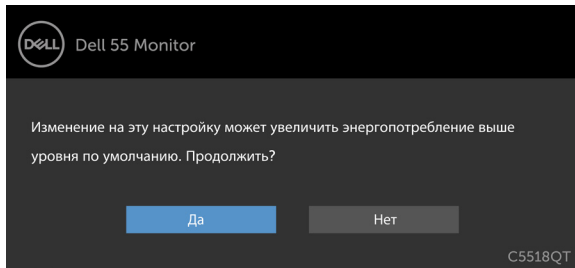 DELL Dell 55 Monitor
Изменение на эту настройку может увеличить энергопотребление выше
уровня по умолчанию. Продолжить?
Да Нет
C5518QT